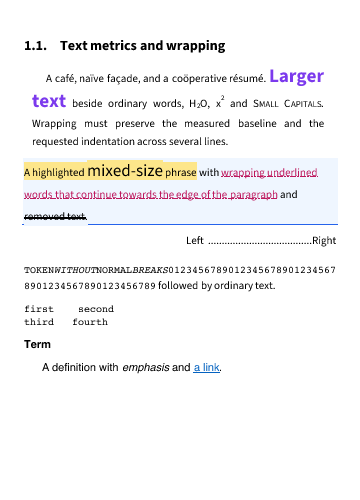 1.1. Text metrics and wrapping
A café, naïve façade, and a coöperative résumé. Larger
text beside ordinary words, H₂O, x² and Small Capitals.
Wrapping must preserve the measured baseline and the
requested indentation across several lines.
A highlighted mixed-size phrase with wrapping underlined
words that continue towards the edge of the paragraph and
removed text.
Left ......................................Right
TOKENWITHOUTNORMALBREAKS0123456789012345678901234567
8901234567890123456789 followed by ordinary text.
first    second
third   fourth
Term
A definition with emphasis and a link.